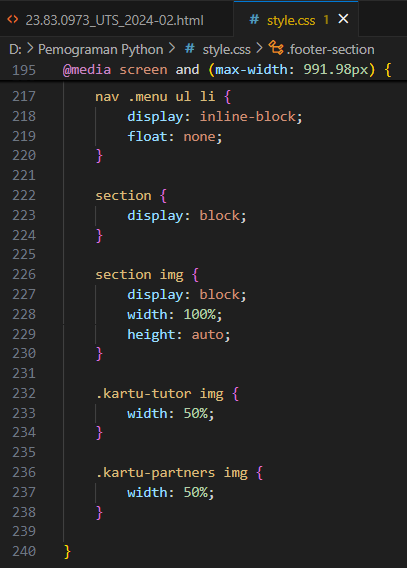 23.83.0973_UTS_2024-02.html
# style.css 1 ×
D: > Pemograman Python > # style.css > .footer-section
195 @media screen and (max-width: 991.98px) {
217 nav .menu ul li {
218 display: inline-block;
219 float: none;
220 }
221
222 section {
223 display: block;
224 }
225
226 section img {
227 display: block;
228 width: 100%;
229 height: auto;
230 }
231
232 .kartu-tutor img {
233 width: 50%;
234 }
235
236 .kartu-partners img {
237 width: 50%;
238 }
239
240 }